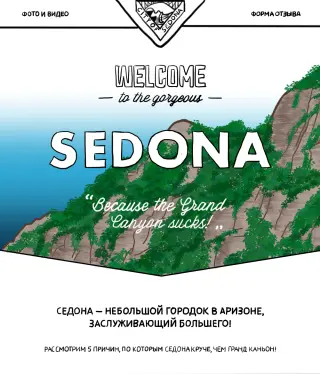 ФОТО И ВИДЕО
ФОРМА ОТЗЫВА
SEDONA
WELCOME
to the gorgeous
SEDONA
“Because the Grand
Canyon sucks!”
СЕДОНА — НЕБОЛЬШОЙ ГОРОДОК В АРИЗОНЕ,
ЗАСЛУЖИВАЮЩИЙ БОЛЬШЕГО!
РАССМОТРИМ 5 ПРИЧИН, ПО КОТОРЫМ СЕДОНА КРУЧЕ, ЧЕМ ГРАНД КАНЬОН!